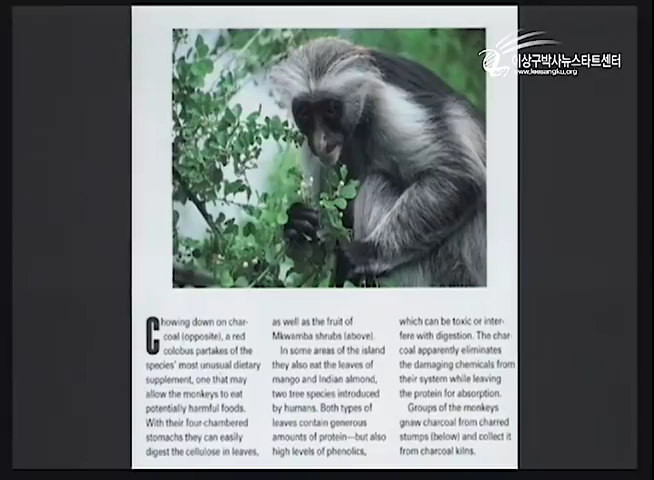 이상구박사뉴스타트센터
www.leesangku.org
Chowing down on char-
coal (opposite), a red
colobus partakes of the
species' most unusual dietary
supplement, one that may
allow the monkeys to eat
potentially harmful foods.
With their four-chambered
stomachs they can easily
digest the cellulose in leaves,
as well as the fruit of
Mkwamba shrubs (above).
In some areas of the island
they also eat the leaves of
mango and Indian almond,
two tree species introduced
by humans. Both types of
leaves contain generous
amounts of protein—but also
high levels of phenolics,
which can be toxic or inter-
fere with digestion. The char-
coal apparently eliminates
the damaging chemicals from
their system while leaving
the protein for absorption.
Groups of the monkeys
gnaw charcoal from charred
stumps (below) and collect it
from charcoal kilns.